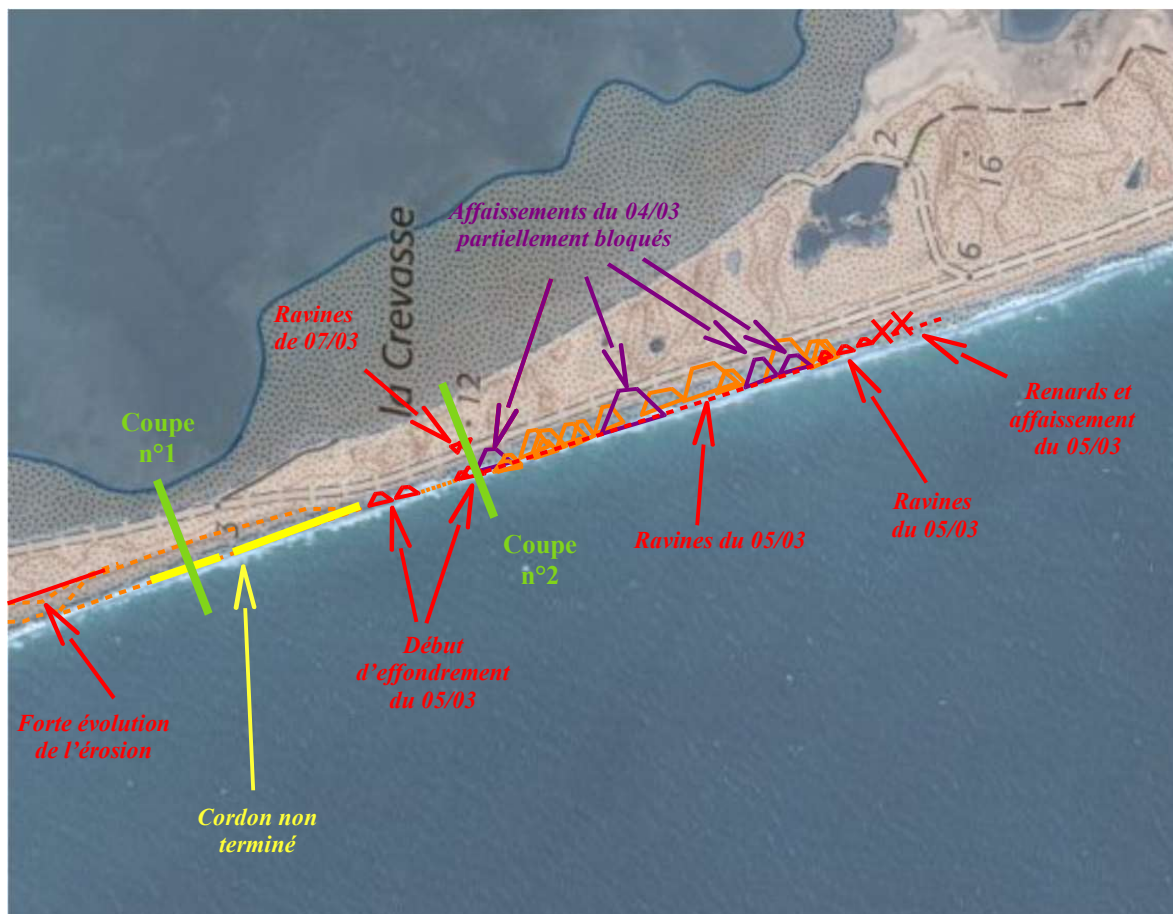 2
16
6
Affaissements du 04/03
partiellement bloqués
la Crevasse
Ravines
de 07/03
12
Renards et
affaissement
du 05/03
Coupe
n°1
3
Ravines
du 05/03
Ravines du 05/03
Coupe
n°2
Début
d’effondrement
du 05/03
Forte évolution
de l’érosion
Cordon non
terminé